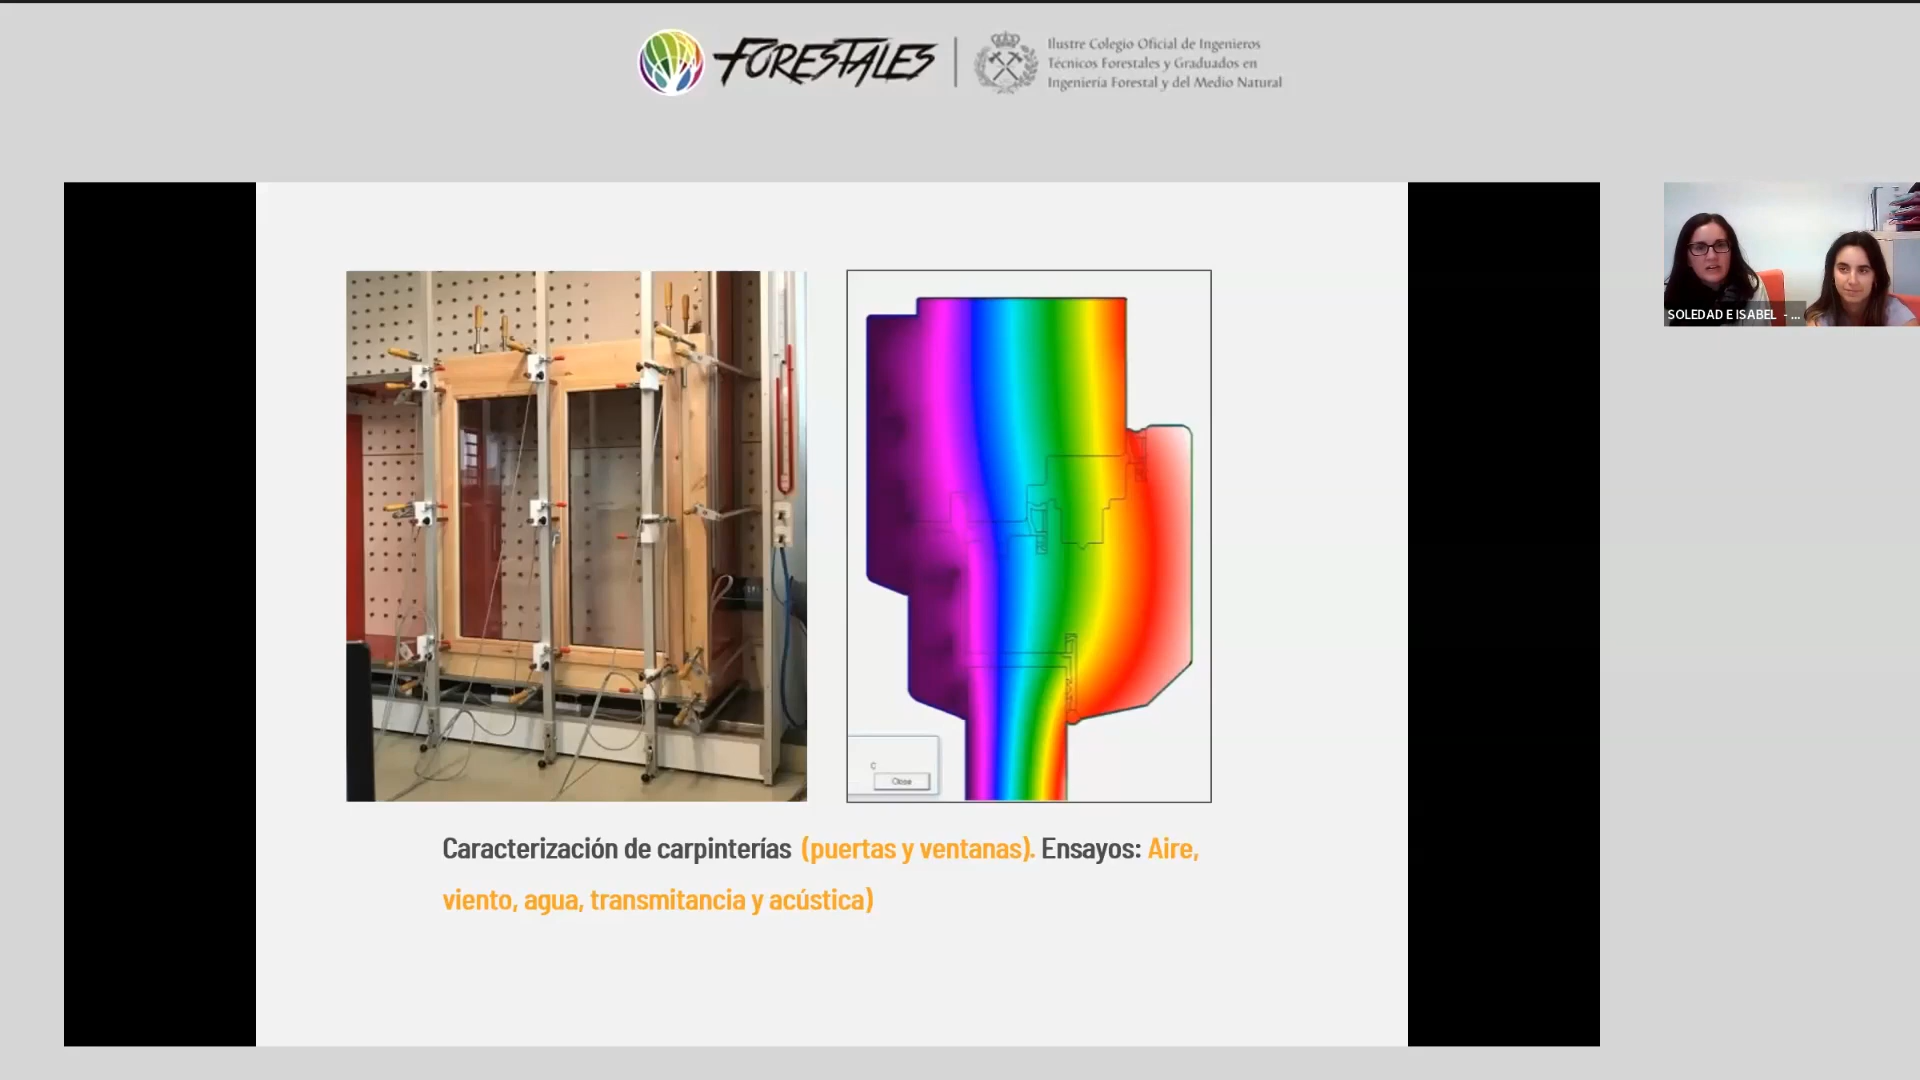 FORESTALES
Ilustre Colegio Oficial de Ingenieros
Técnicos Forestales y Graduados en
Ingeniería Forestal y del Medio Natural
SOLEDAD E ISABEL - ...
C
Close
Caracterización de carpinterías (puertas y ventanas). Ensayos: Aire,
viento, agua, transmitancia y acústica)